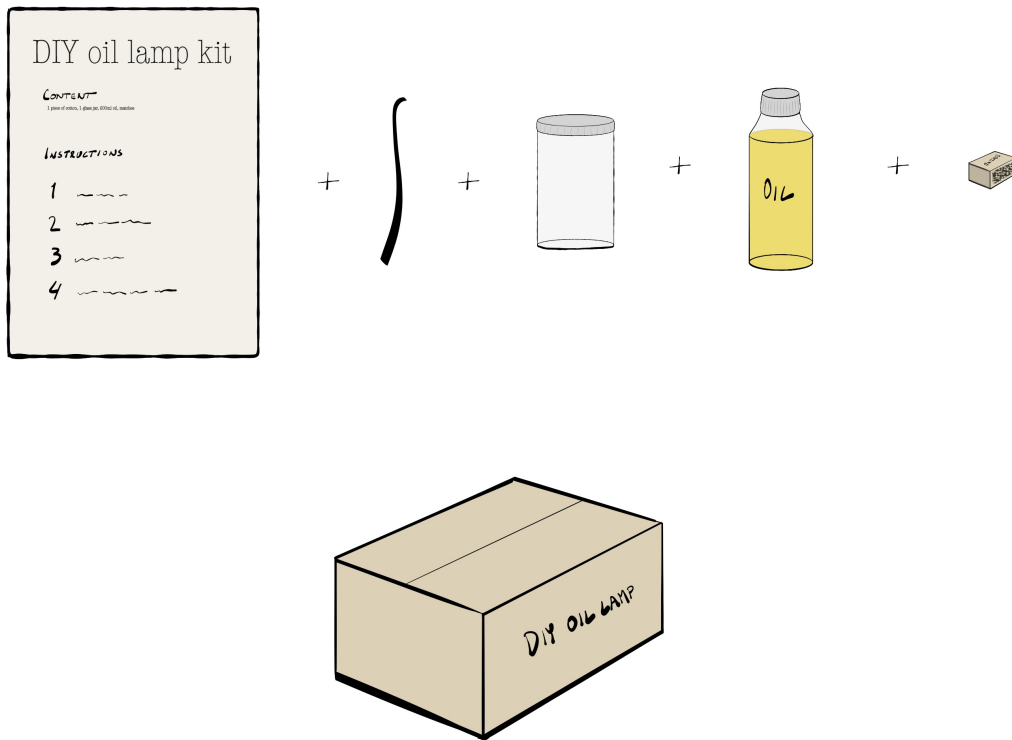 DIY oil lamp kit
CONTENT
1 piece of cotton, 1 glass jar, 600ml oil, matches
INSTRUCTIONS
1
2
3
4
+
+
+
+
OIL
DIY OIL LAMP